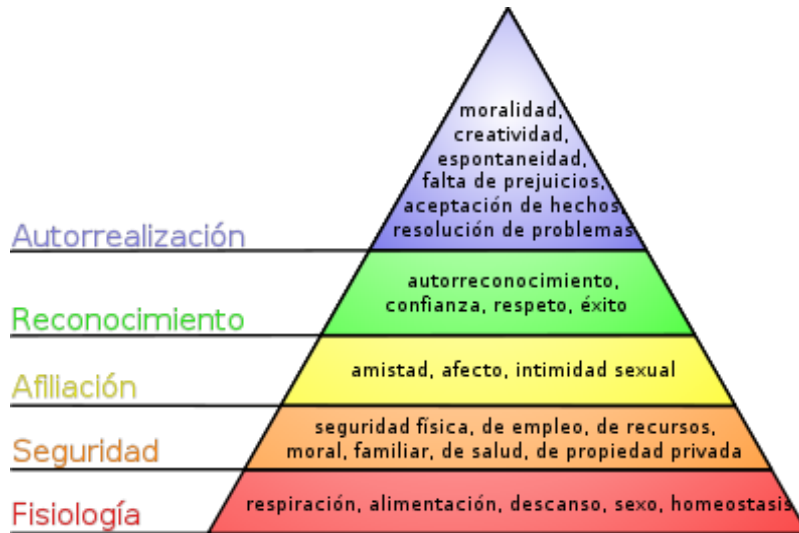 moralidad,
creatividad,
espontaneidad,
falta de prejuicios,
aceptación de hechos,
resolución de problemas
Autorrealización
autorreconocimiento,
confianza, respeto, éxito
Reconocimiento
amistad, afecto, intimidad sexual
Afiliación
seguridad física, de empleo, de recursos,
moral, familiar, de salud, de propiedad privada
Seguridad
respiración, alimentación, descanso, sexo, homeostasis
Fisiología